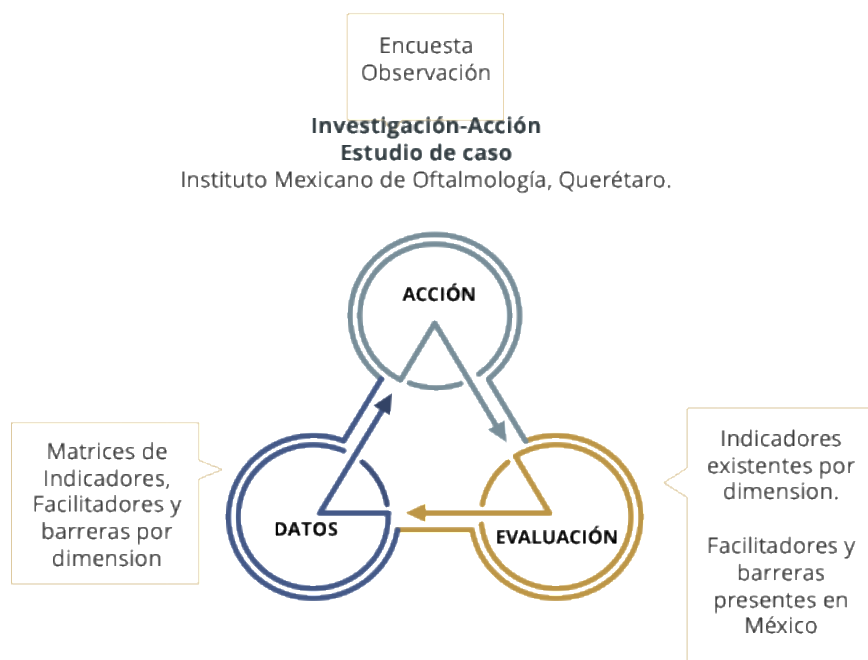 Encuesta
Observación
Investigación-Acción
Estudio de caso
Instituto Mexicano de Oftalmología, Querétaro.
ACCIÓN
Matrices de
Indicadores,
Facilitadores y
barreras por
dimension
DATOS
EVALUACIÓN
Indicadores
existentes por
dimension.
Facilitadores y
barreras
presentes en
México